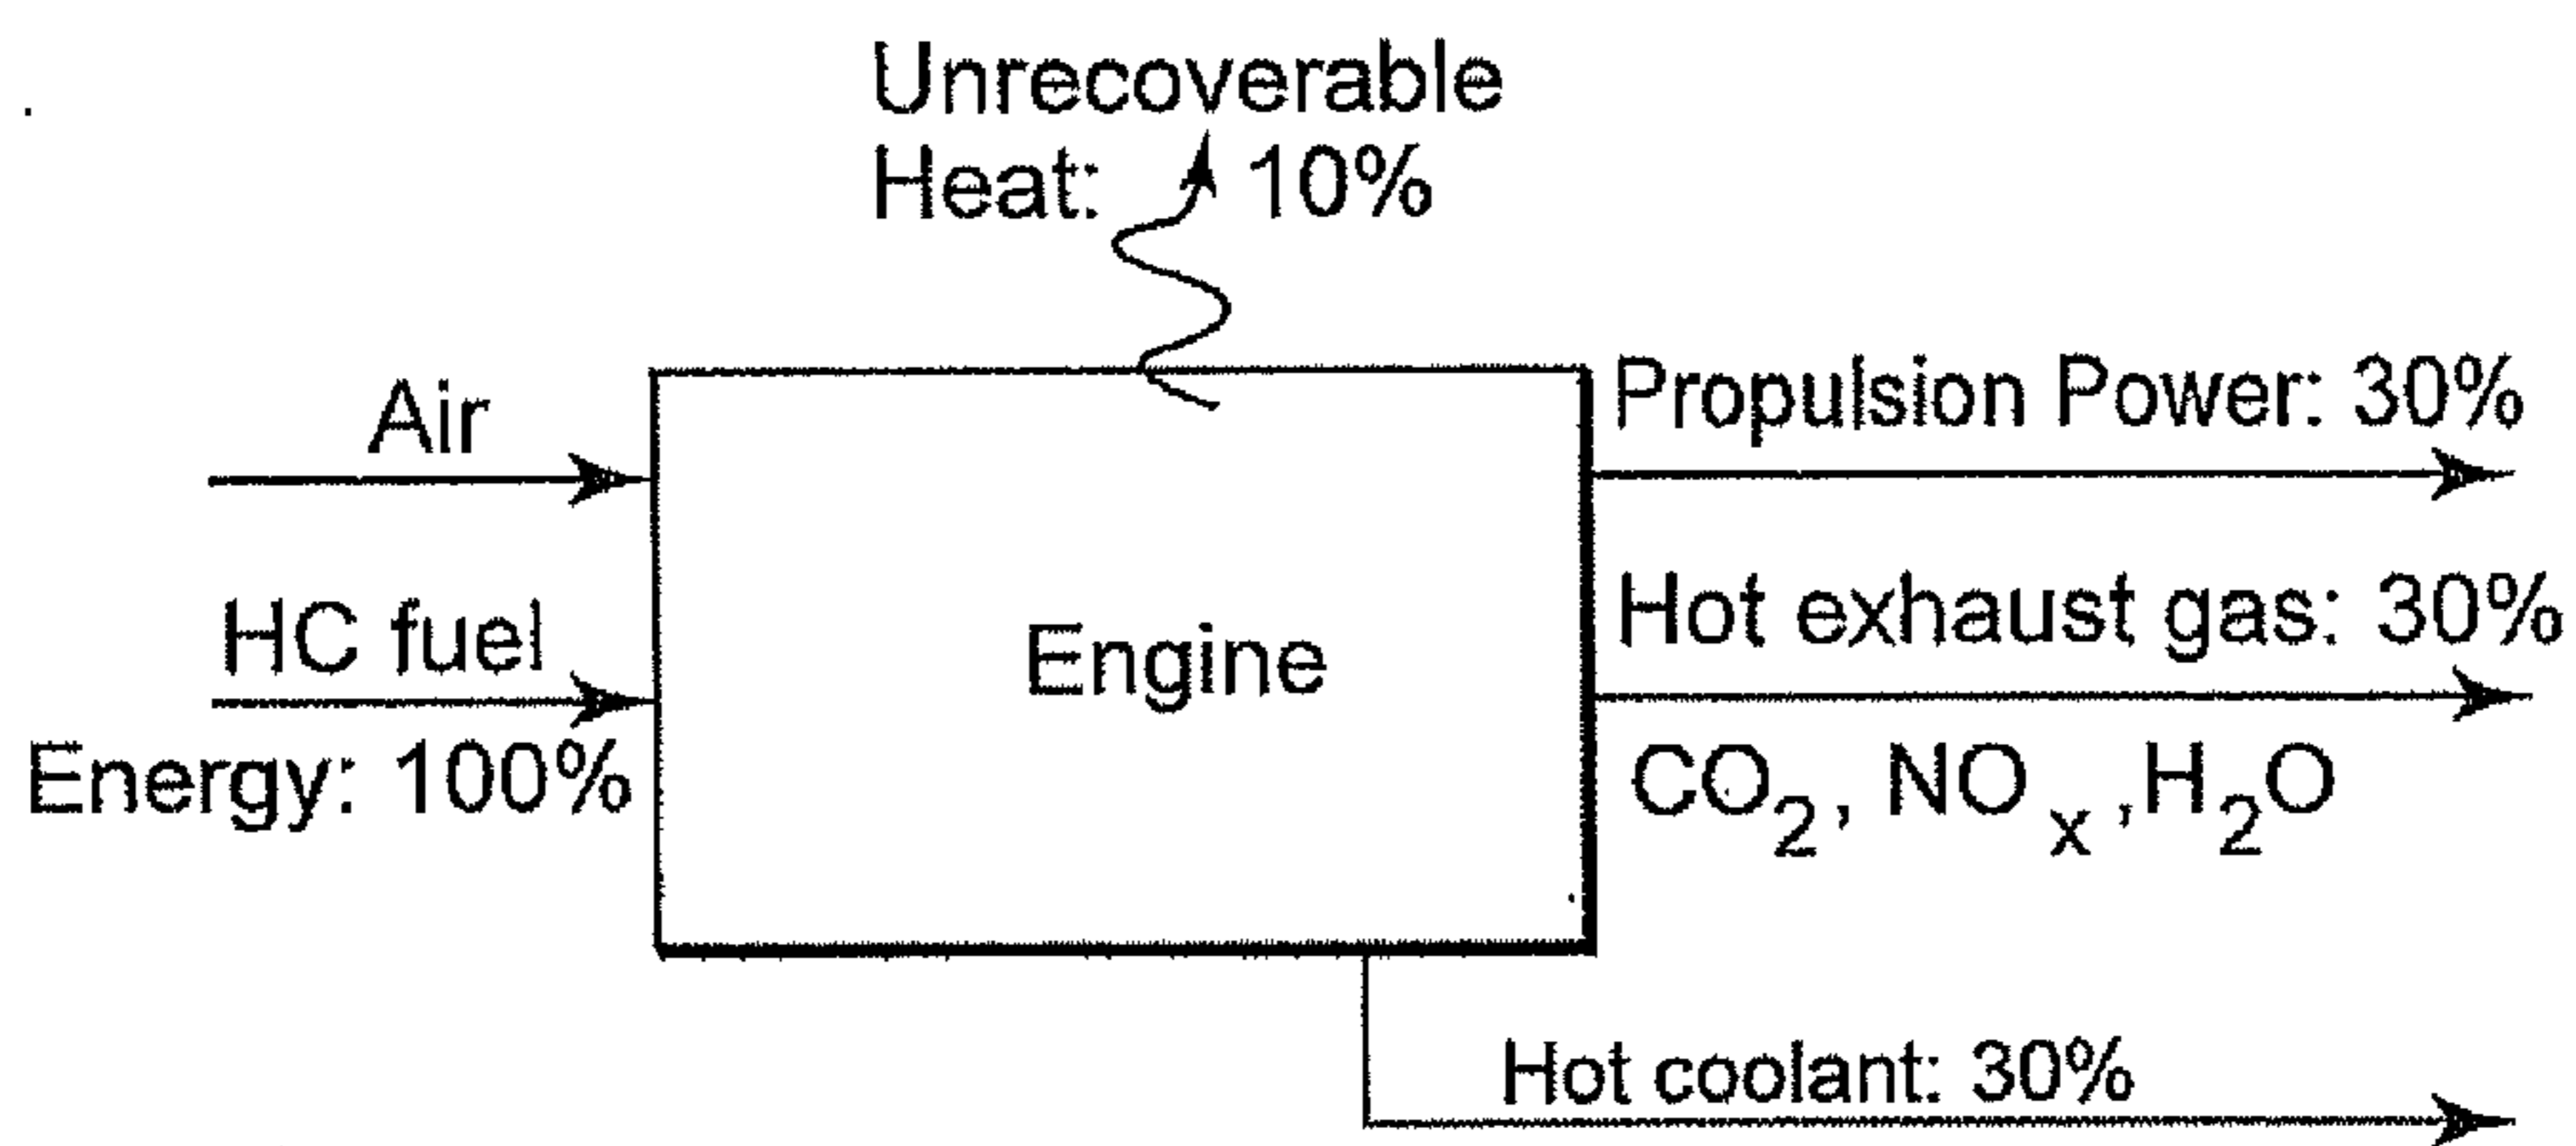 Unrecoverable
Heat: 10%
Air
Propulsion Power: 30%
HC fuel
Hot exhaust gas: 30%
Engine
Energy: 100%
CO₂, NOₓ, H₂O
Hot coolant: 30%